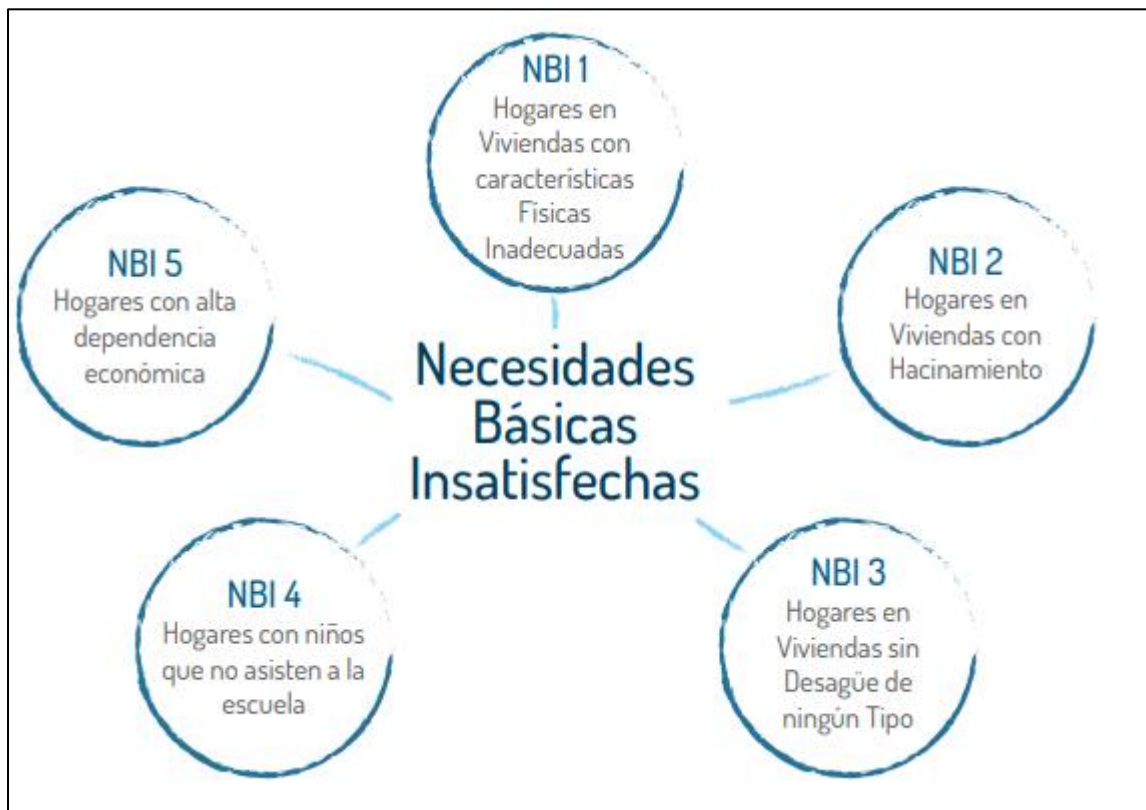 NBI 1
Hogares en
Viviendas con
características
Físicas
Inadecuadas
NBI 5
Hogares con alta
dependencia
económica
NBI 2
Hogares en
Viviendas con
Hacinamiento
Necesidades
Básicas
Insatisfechas
NBI 4
Hogares con niños
que no asisten a la
escuela
NBI 3
Hogares en
Viviendas sin
Desagüe de
ningún Tipo